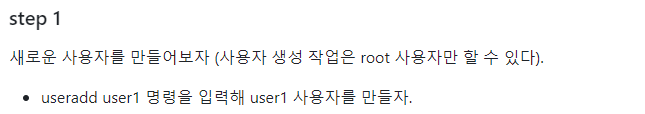 step 1
새로운 사용자를 만들어보자 (사용자 생성 작업은 root 사용자만 할 수 있다).
• useradd user1 명령을 입력해 user1 사용자를 만들자.